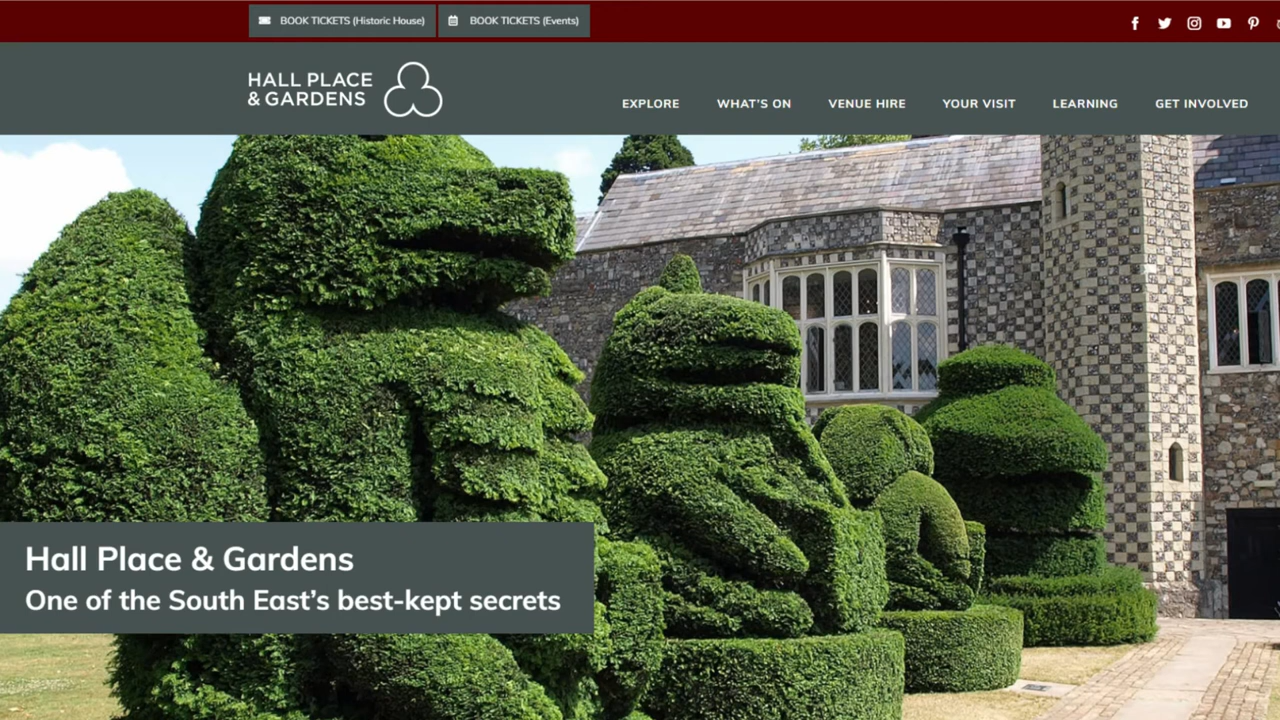 BOOK TICKETS (Historic House)
BOOK TICKETS (Events)
HALL PLACE
& GARDENS
EXPLORE
WHAT'S ON
VENUE HIRE
YOUR VISIT
LEARNING
GET INVOLVED
Hall Place & Gardens
One of the South East’s best-kept secrets